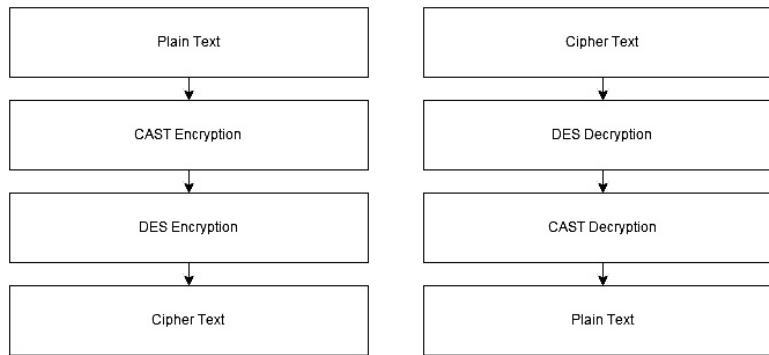 Plain Text
CAST Encryption
DES Encryption
Cipher Text
Cipher Text
DES Decryption
CAST Decryption
Plain Text